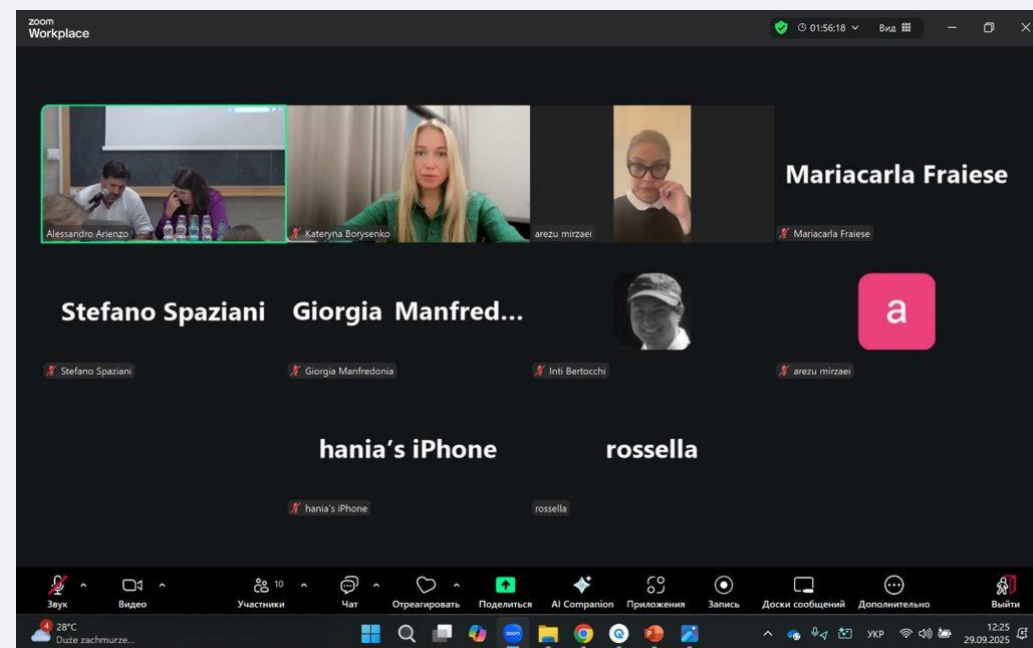 zoom
Workplace
01:56:18
Вид
Alessandro Arienzo
Kateryna Borysenko
arezu mirzaei
Mariacarla Fraiese
Mariacarla Fraiese
Stefano Spaziani
Stefano Spaziani
Giorgia Manfred...
Giorgia Manfredonia
Inti Bertocchi
a
arezu mirzaei
hania's iPhone
hania's iPhone
rossella
rossella
Звук
Видео
Участники
10
Чат
Отреагировать
Поделиться
AI Companion
Приложения
Запись
Доски сообщений
Дополнительно
Выйти
4
28°C
Duże zachmurze...
zoom
УКР
12:25
29.09.2025